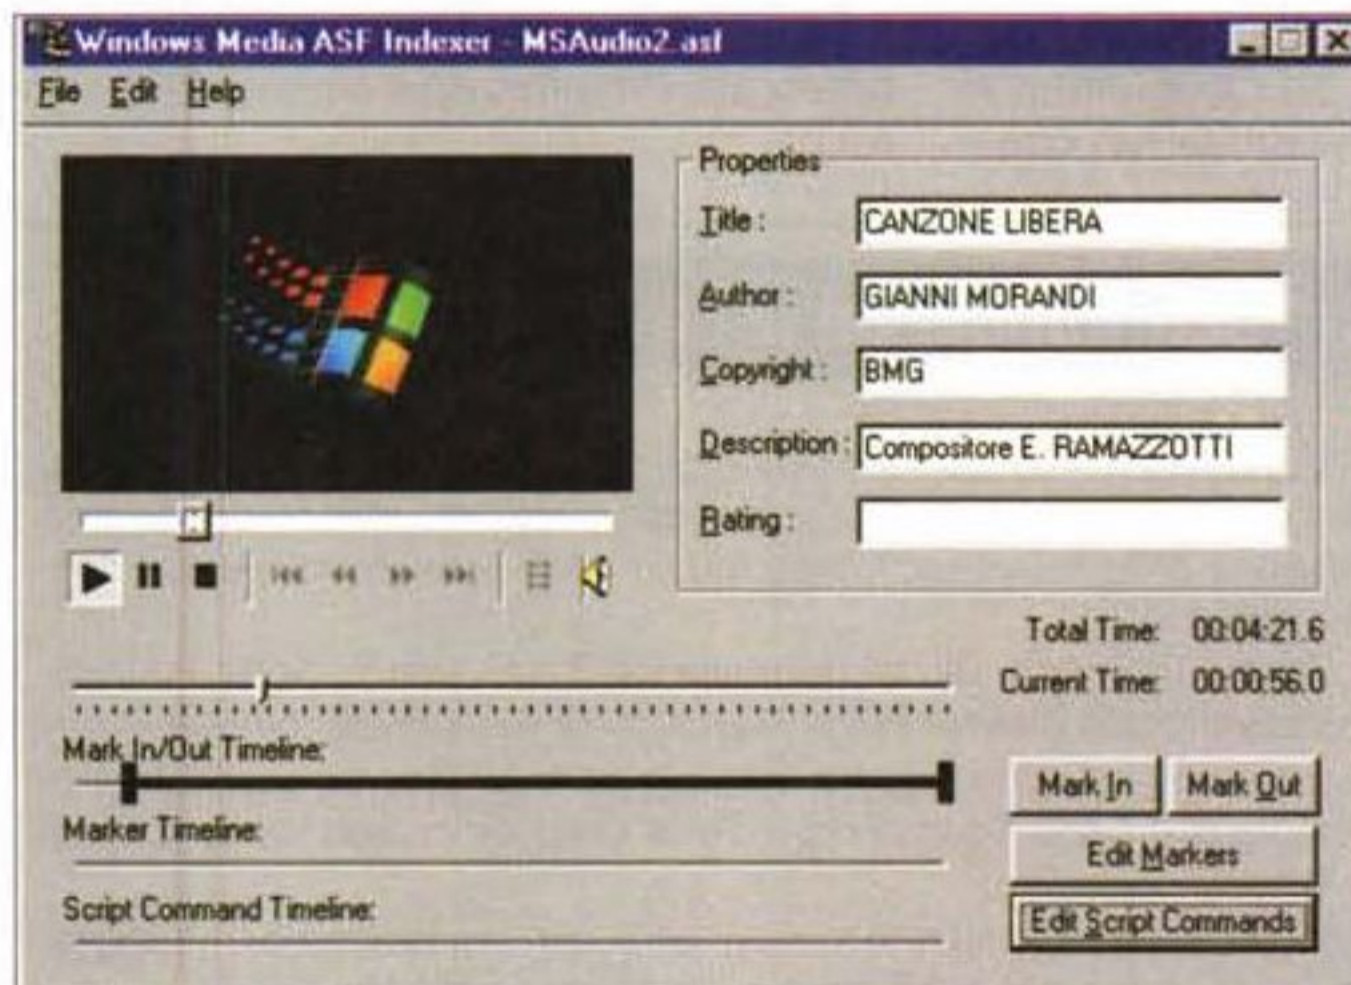 Windows Media ASF Indexer - MSAudio2.asf
File Edit Help
Properties
Title : CANZONE LIBERA
Author : GIANNI MORANDI
Copyright : BMG
Description : Compositore E. RAMAZZOTTI
Rating :
Total Time: 00:04:21.6
Current Time: 00:00:56.0
Mark In/Out Timeline:
Mark In Mark Out
Marker Timeline:
Edit Markers
Script Command Timeline:
Edit Script Commands